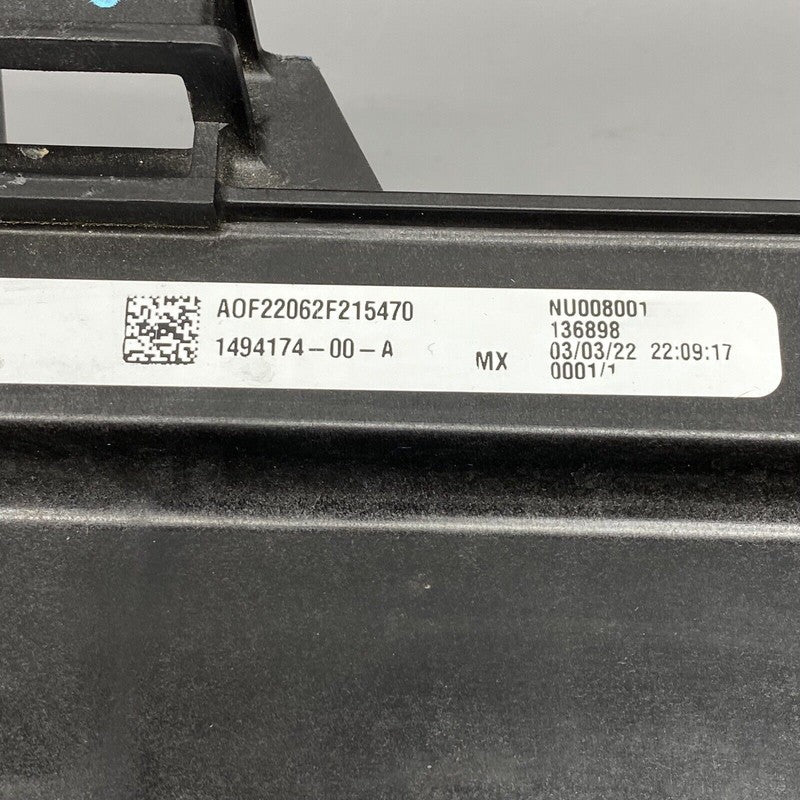 AOF22062F215470
1494174-00-A
MX
NU008001
136898
03/03/22 22:09:17
0001/1